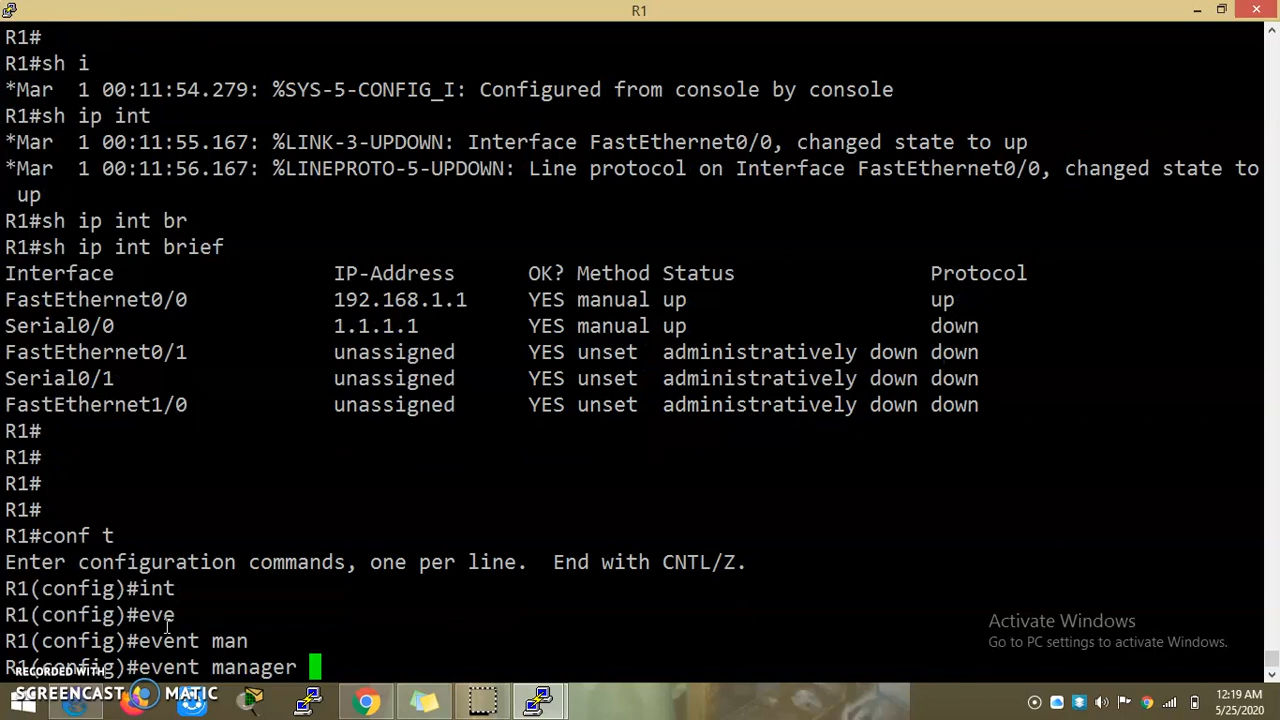 R1
R1#
R1#sh i
*Mar  1 00:11:54.279: %SYS-5-CONFIG_I: Configured from console by console
R1#sh ip int
*Mar  1 00:11:55.167: %LINK-3-UPDOWN: Interface FastEthernet0/0, changed state to up
*Mar  1 00:11:56.167: %LINEPROTO-5-UPDOWN: Line protocol on Interface FastEthernet0/0, changed state to
 up
R1#sh ip int br
R1#sh ip int brief
Interface                  IP-Address      OK? Method Status                Protocol
FastEthernet0/0            192.168.1.1     YES manual up                    up
Serial0/0                  1.1.1.1         YES manual up                    down
FastEthernet0/1            unassigned      YES unset  administratively down down
Serial0/1                  unassigned      YES unset  administratively down down
FastEthernet1/0            unassigned      YES unset  administratively down down
R1#
R1#
R1#
R1#
R1#conf t
Enter configuration commands, one per line.  End with CNTL/Z.
R1(config)#int
R1(config)#eve
R1(config)#event man
R1(config)#event manager
Activate Windows
Go to PC settings to activate Windows.
RECORDED WITH
SCREENCAST MATIC
12:19 AM
5/25/2020